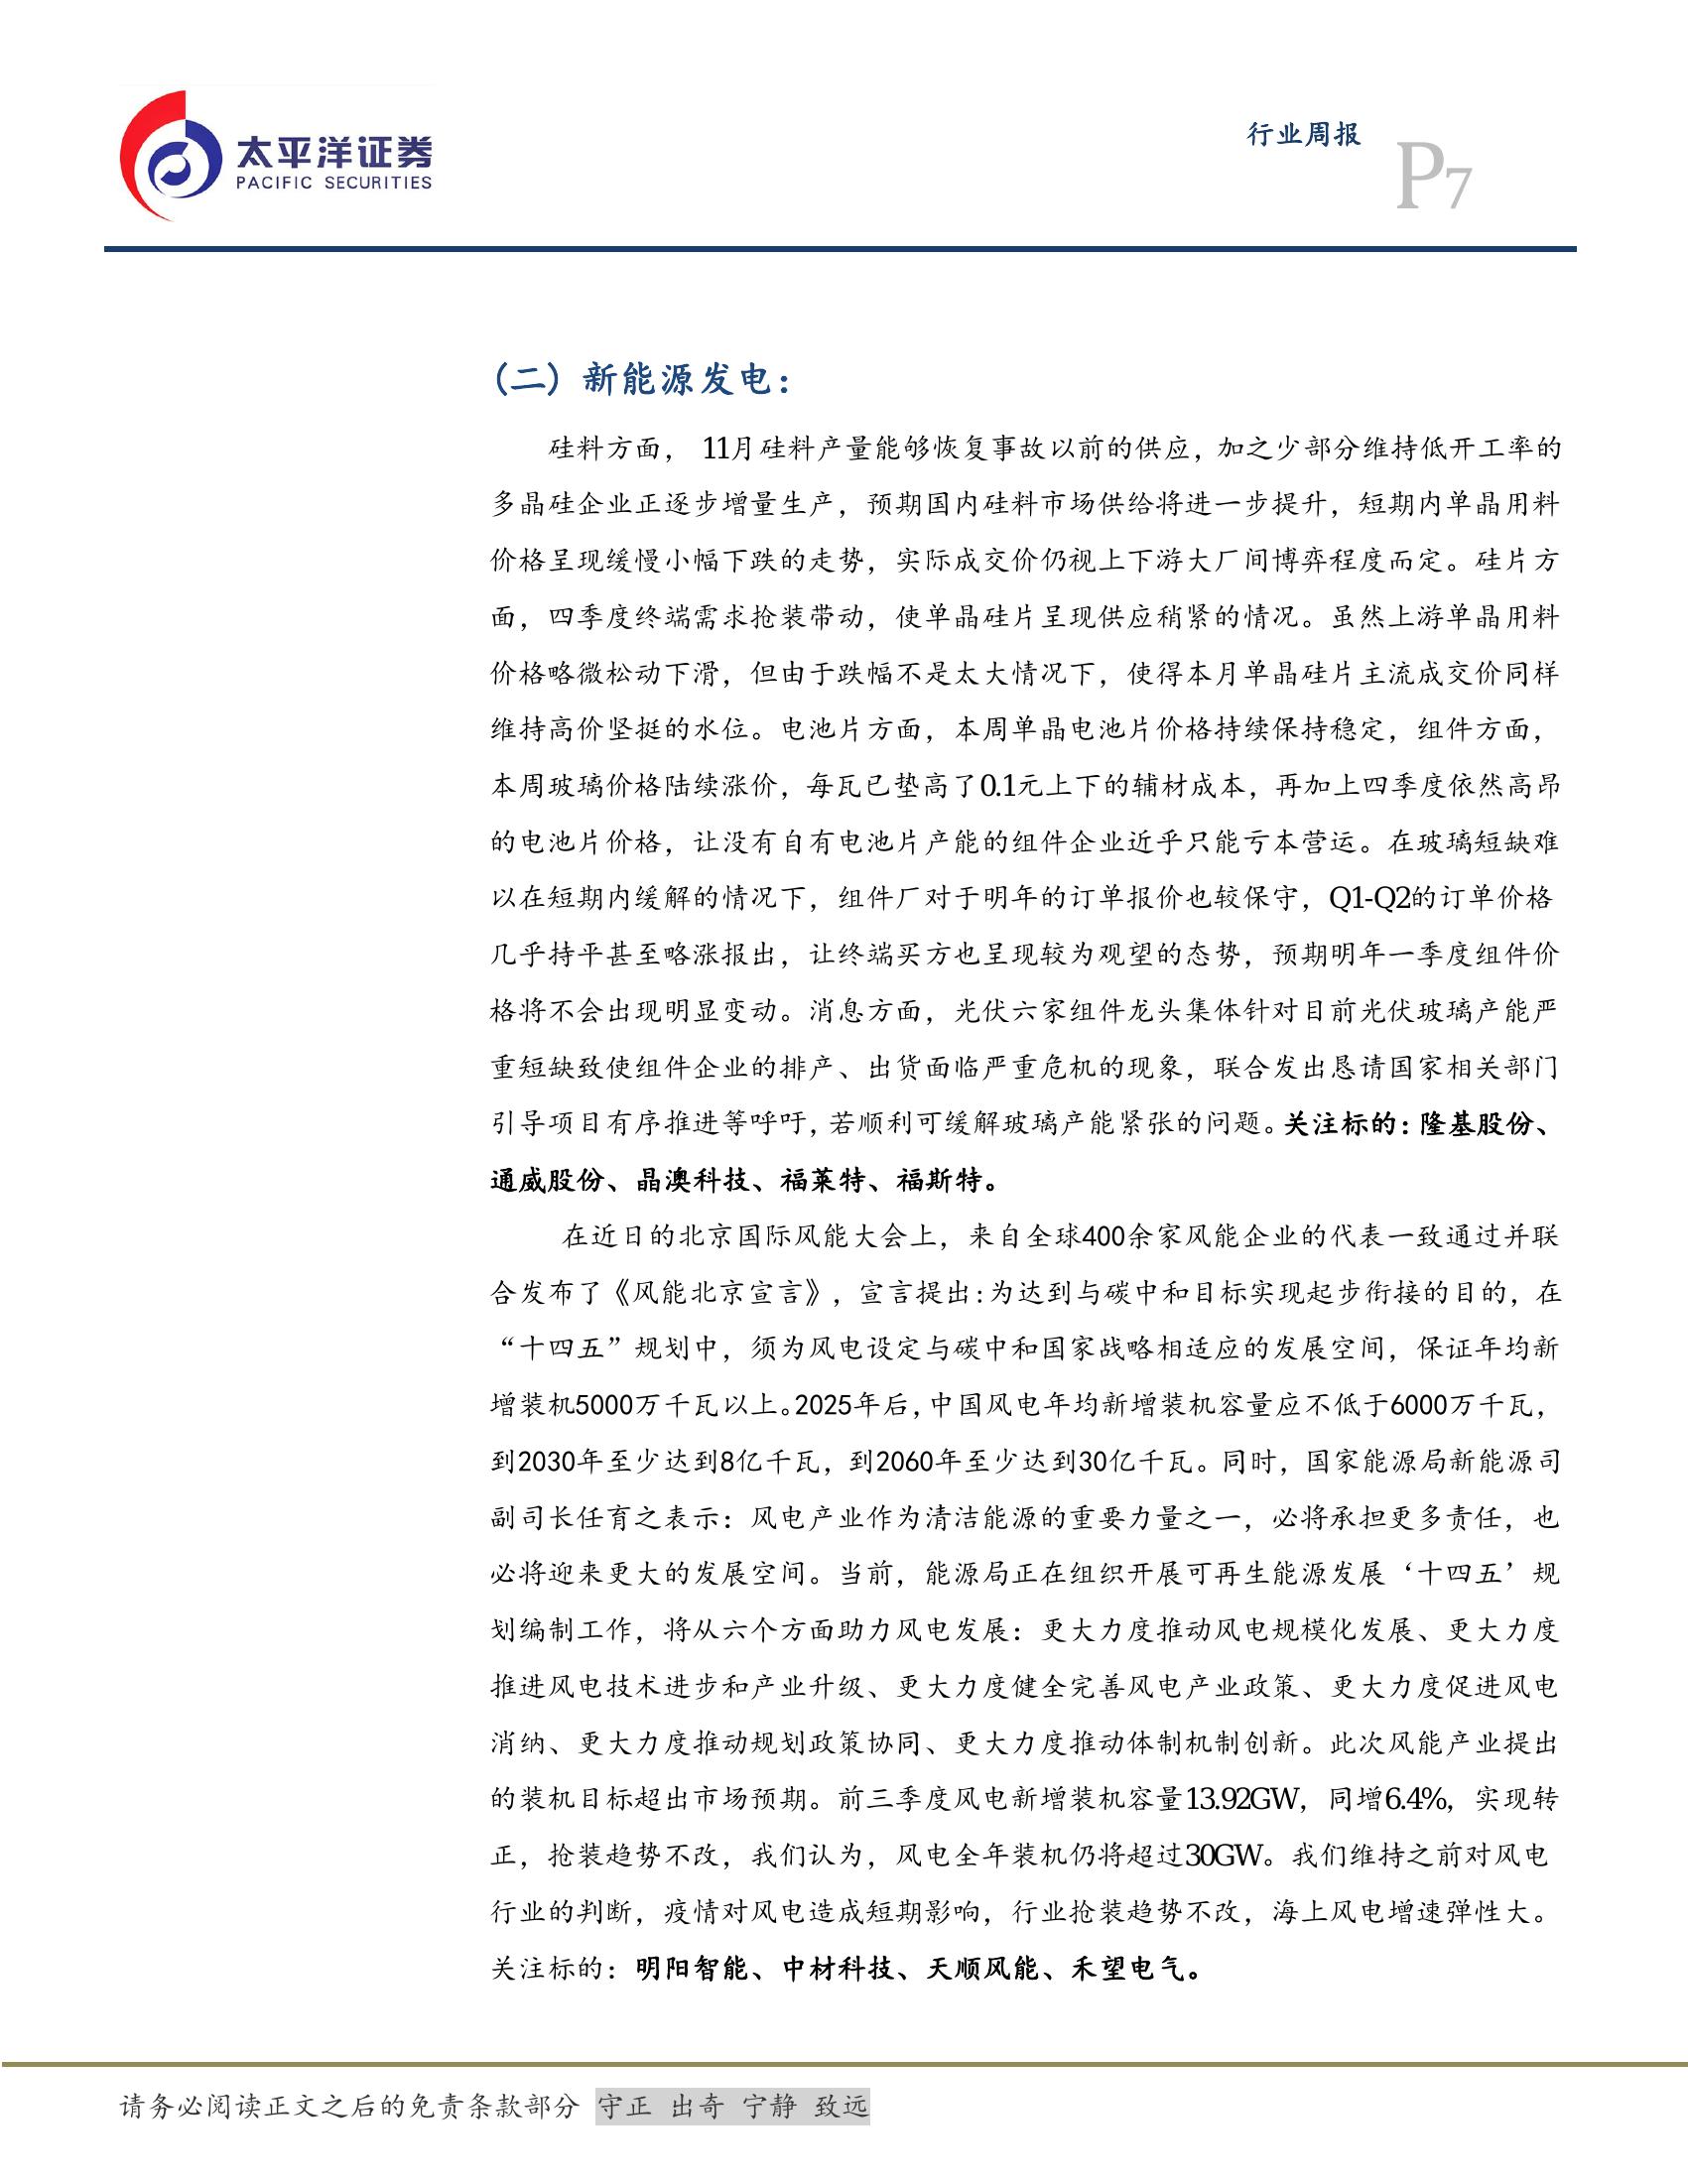 太平洋证券
PACIFIC SECURITIES
行业周报
P7
(二)新能源发电:
硅料方面， 11月硅料产量能够恢复事故以前的供应，加之少部分维持低开工率的
多晶硅企业正逐步增量生产，预期国内硅料市场供给将进一步提升，短期内单晶用料
价格呈现缓慢小幅下跌的走势，实际成交价仍视上下游大厂间博弈程度而定。硅片方
面，四季度终端需求抢装带动，使单晶硅片呈现供应稍紧的情况。虽然上游单晶用料
价格略微松动下滑，但由于跌幅不是太大情况下，使得本月单晶硅片主流成交价同样
维持高价坚挺的水位。电池片方面，本周单晶电池片价格持续保持稳定，组件方面，
本周玻璃价格陆续涨价，每瓦已垫高了0.1元上下的辅材成本，再加上四季度依然高昂
的电池片价格，让没有自有电池片产能的组件企业近乎只能亏本营运。在玻璃短缺难
以在短期内缓解的情况下，组件厂对于明年的订单报价也较保守，Q1-Q2的订单价格
几乎持平甚至略涨报出，让终端买方也呈现较为观望的态势，预期明年一季度组件价
格将不会出现明显变动。消息方面，光伏六家组件龙头集体针对目前光伏玻璃产能严
重短缺致使组件企业的排产、出货面临严重危机的现象，联合发出恳请国家相关部门
引导项目有序推进等呼吁，若顺利可缓解玻璃产能紧张的问题。关注标的：隆基股份、
通威股份、晶澳科技、福莱特、福斯特。
在近日的北京国际风能大会上，来自全球400余家风能企业的代表一致通过并联
合发布了《风能北京宣言》，宣言提出:为达到与碳中和目标实现起步衔接的目的，在
“十四五”规划中，须为风电设定与碳中和国家战略相适应的发展空间，保证年均新
增装机5000万千瓦以上。2025年后，中国风电年均新增装机容量应不低于6000万千瓦，
到2030年至少达到8亿千瓦，到2060年至少达到30亿千瓦。同时，国家能源局新能源司
副司长任育之表示：风电产业作为清洁能源的重要力量之一，必将承担更多责任，也
必将迎来更大的发展空间。当前，能源局正在组织开展可再生能源发展‘十四五’规
划编制工作，将从六个方面助力风电发展：更大力度推动风电规模化发展、更大力度
推进风电技术进步和产业升级、更大力度健全完善风电产业政策、更大力度促进风电
消纳、更大力度推动规划政策协同、更大力度推动体制机制创新。此次风能产业提出
的装机目标超出市场预期。前三季度风电新增装机容量13.92GW，同增6.4%，实现转
正，抢装趋势不改，我们认为，风电全年装机仍将超过30GW。我们维持之前对风电
行业的判断，疫情对风电造成短期影响，行业抢装趋势不改，海上风电增速弹性大。
关注标的：明阳智能、中材科技、天顺风能、禾望电气。
请务必阅读正文之后的免责条款部分 守正 出奇 宁静 致远